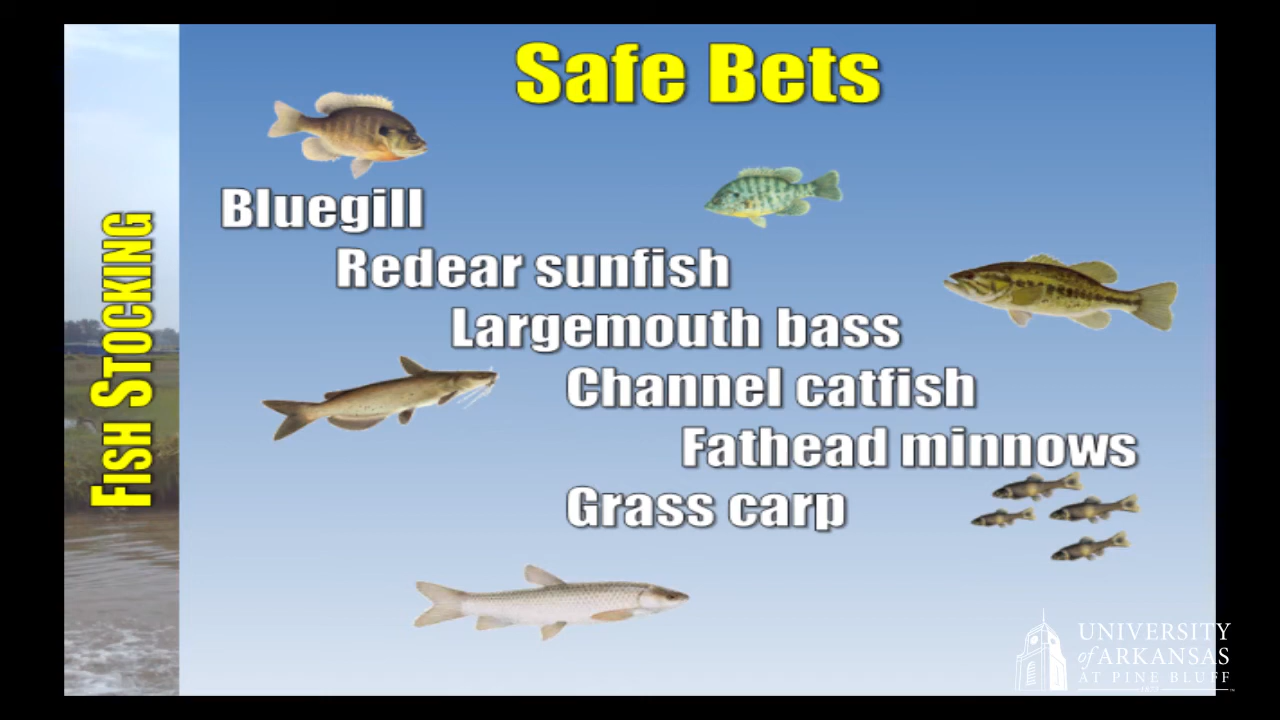 Safe Bets
FISH STOCKING
Bluegill
Redear sunfish
Largemouth bass
Channel catfish
Fathead minnows
Grass carp
UNIVERSITY
of ARKANSAS
AT PINE BLUFF